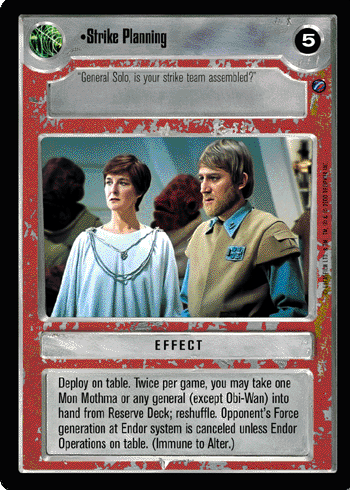 •Strike Planning
5
"General Solo, is your strike team assembled?"
EFFECT
Deploy on table. Twice per game, you may take one
Mon Mothma or any general (except Obi-Wan) into
hand from Reserve Deck; reshuffle. Opponent's Force
generation at Endor system is canceled unless Endor
Operations on table. (Immune to Alter.)